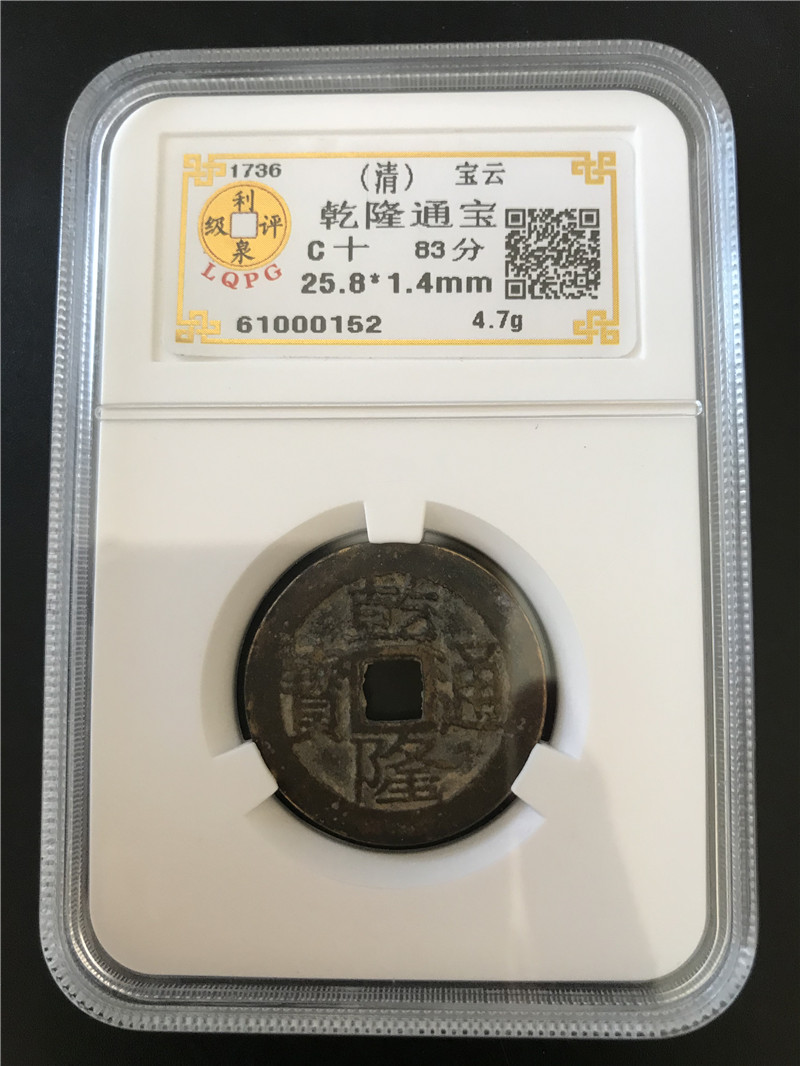 1736 (清) 宝云
利泉评级
LQPG
乾隆通宝
C十 83分
25.8*1.4mm
61000152 4.7g
乾隆通寳